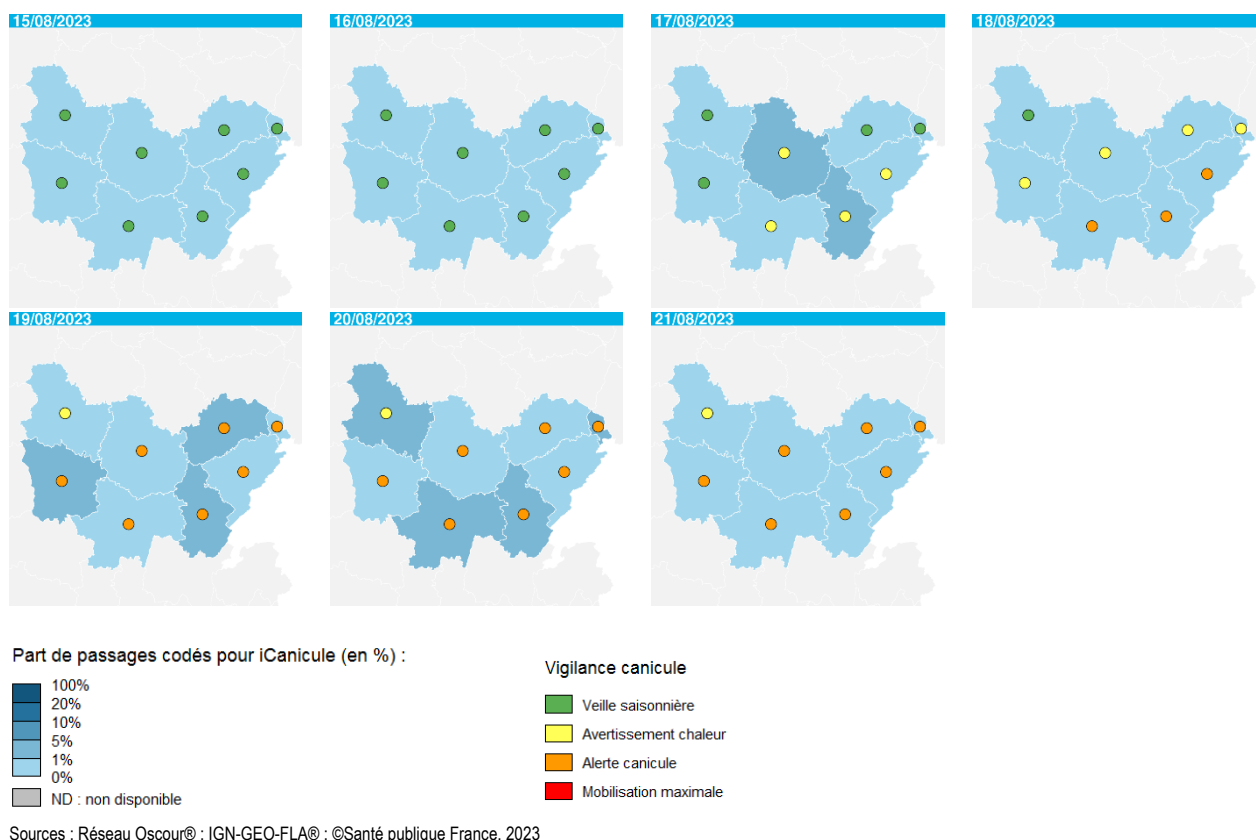 15/08/2023
16/08/2023
17/08/2023
18/08/2023
19/08/2023
20/08/2023
21/08/2023
Part de passages codés pour iCanicule (en %) :
100%
20%
10%
5%
1%
0%
ND : non disponible
Vigilance canicule
Veille saisonnière
Avertissement chaleur
Alerte canicule
Mobilisation maximale
Sources : Réseau Oscour® ; IGN-GEO-FLA® ; ©Santé publique France, 2023